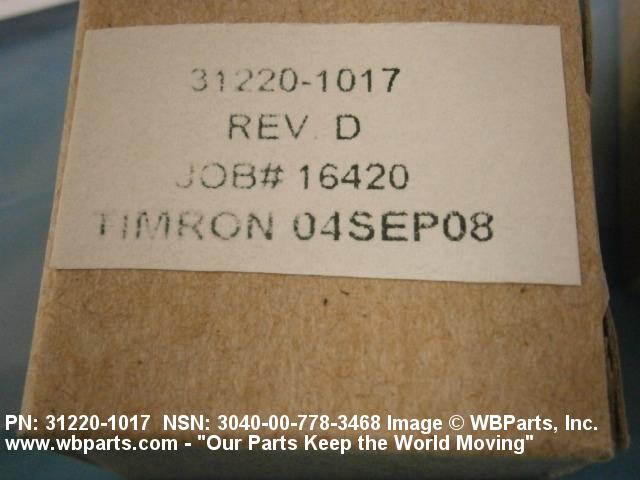 31220-1017
REV. D
JOB# 16420
TIMRON 04SEP08
PN: 31220-1017 NSN: 3040-00-778-3468 Image © WBParts, Inc.
www.wbparts.com - "Our Parts Keep the World Moving"